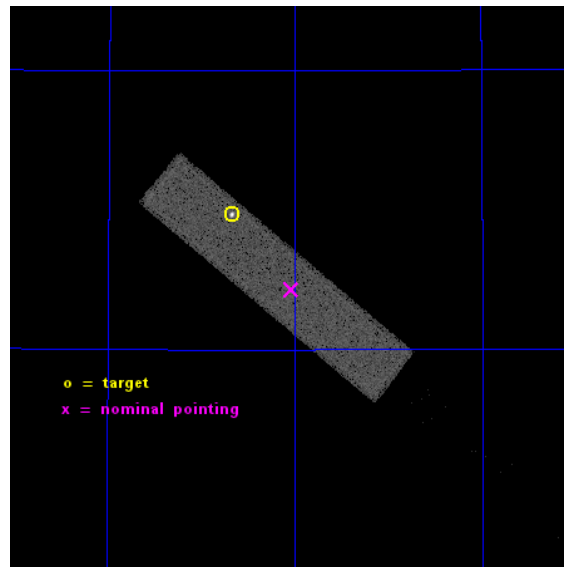 o = target
x = nominal pointing